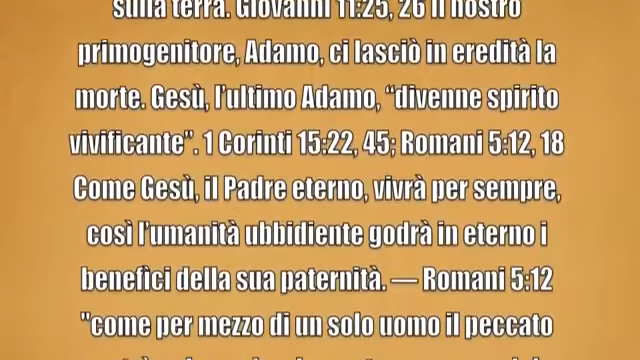 sulla terra. Giovanni 11:25, 26 Il nostro
primogenitore, Adamo, ci lasciò in eredità la
morte. Gesù, l'ultimo Adamo, “divenne spirito
vivificante”. 1 Corinti 15:22, 45; Romani 5:12, 18
Come Gesù, il Padre eterno, vivrà per sempre,
così l'umanità ubbidiente godrà in eterno i
benefìci della sua paternità. — Romani 5:12
"come per mezzo di un solo uomo il peccato